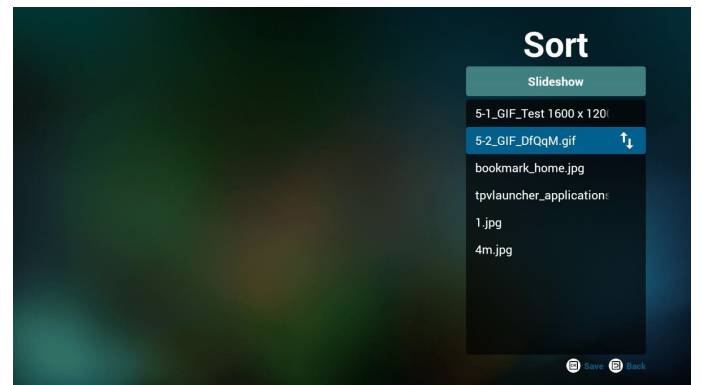 Sort
Slideshow
5-1_GIF_Test 1600 x 120
5-2_GIF_DfQqM.gif
bookmark_home.jpg
tpvlauncher_applications
1.jpg
4m.jpg
Save Back